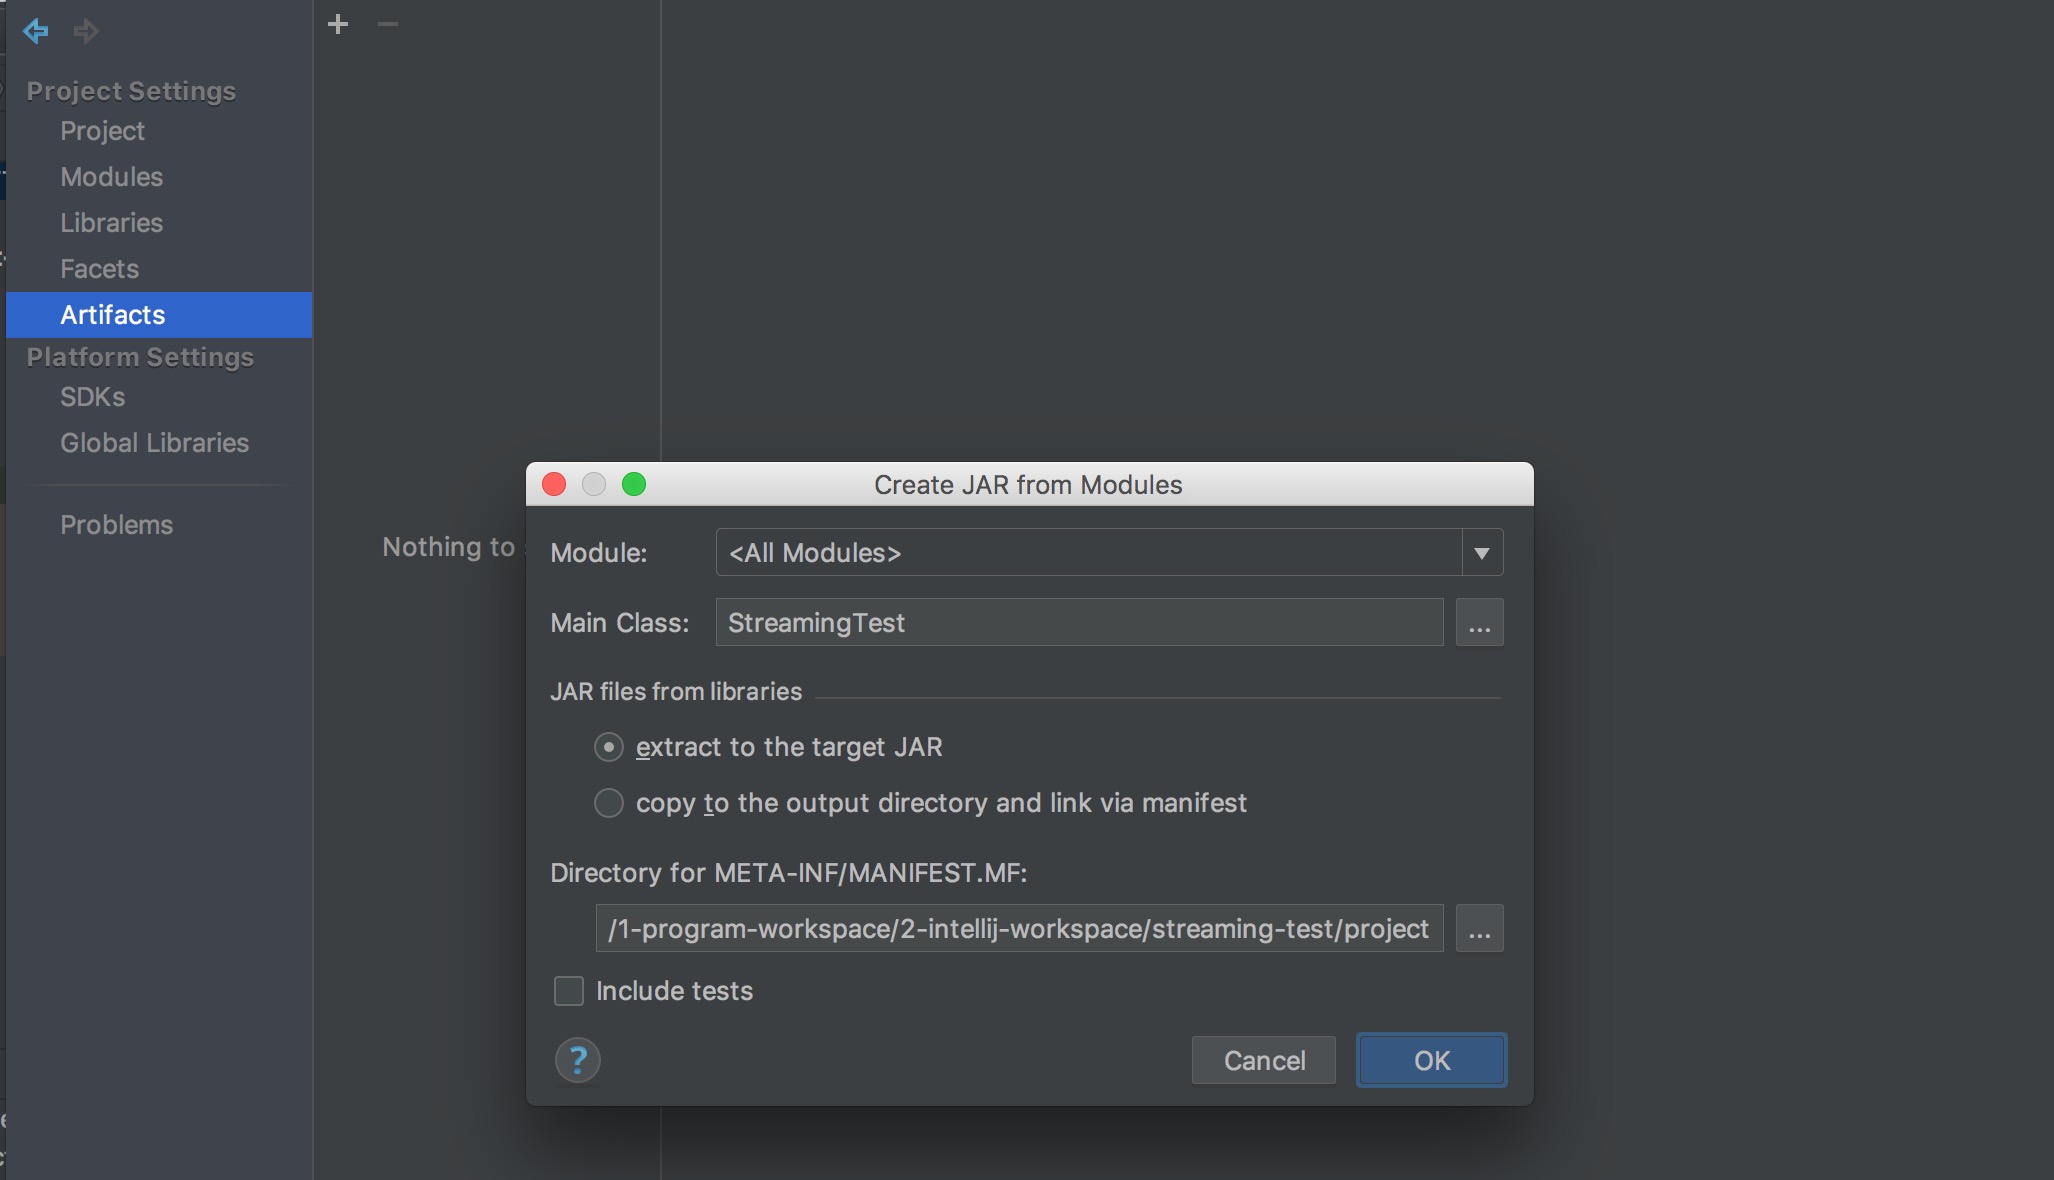 Project Settings
Project
Modules
Libraries
Facets
Artifacts
Platform Settings
SDKs
Global Libraries
Problems
Nothing to
Create JAR from Modules
Module: <All Modules>
Main Class: StreamingTest ...
JAR files from libraries
extract to the target JAR
copy to the output directory and link via manifest
Directory for META-INF/MANIFEST.MF:
/1-program-workspace/2-intellij-workspace/streaming-test/project ...
Include tests
? Cancel OK